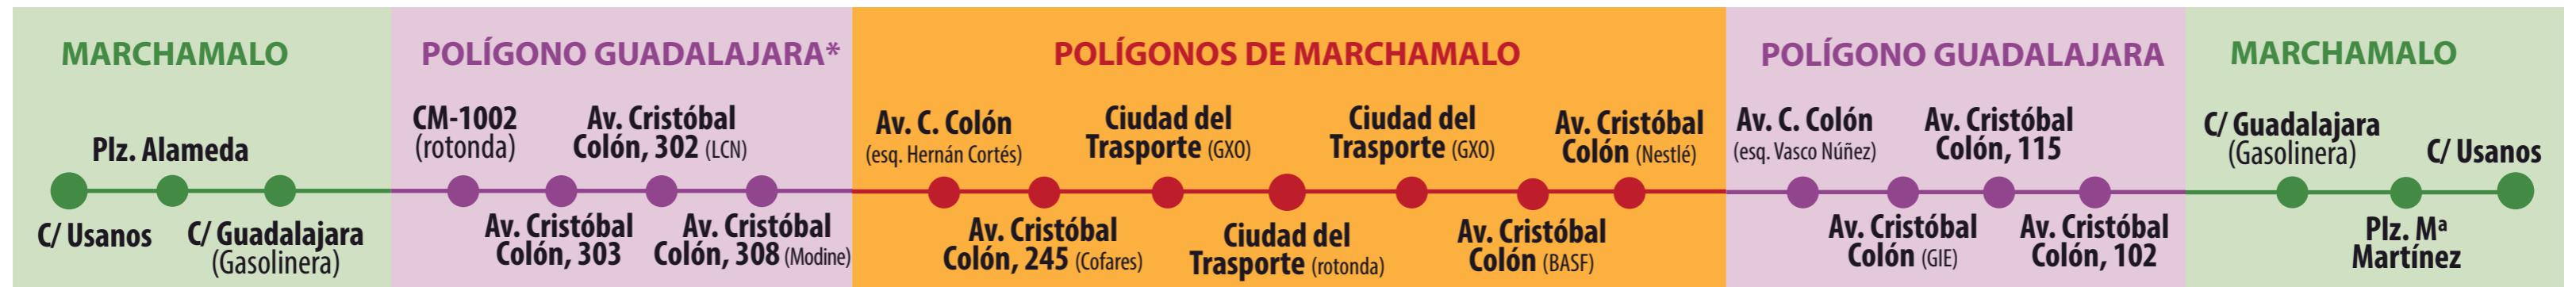 MARCHAMALO
Plz. Alameda
C/ Usanos
C/ Guadalajara
(Gasolinera)
POLÍGONO GUADALAJARA*
CM-1002
(rotonda)
Av. Cristóbal
Colón, 302 (LCN)
Av. Cristóbal
Colón, 303
Av. Cristóbal
Colón, 308 (Modine)
POLÍGONOS DE MARCHAMALO
Av. C. Colón
(esq. Hernán Cortés)
Ciudad del
Trasporte (GXO)
Ciudad del
Trasporte (GXO)
Av. Cristóbal
Colón (Nestlé)
Av. Cristóbal
Colón, 245 (Cofares)
Ciudad del
Trasporte (rotonda)
Av. Cristóbal
Colón (BASF)
POLÍGONO GUADALAJARA
Av. C. Colón
(esq. Vasco Núñez)
Av. Cristóbal
Colón, 115
Av. Cristóbal
Colón (GIE)
Av. Cristóbal
Colón, 102
MARCHAMALO
C/ Guadalajara
(Gasolinera)
C/ Usanos
Plz. Mª
Martínez